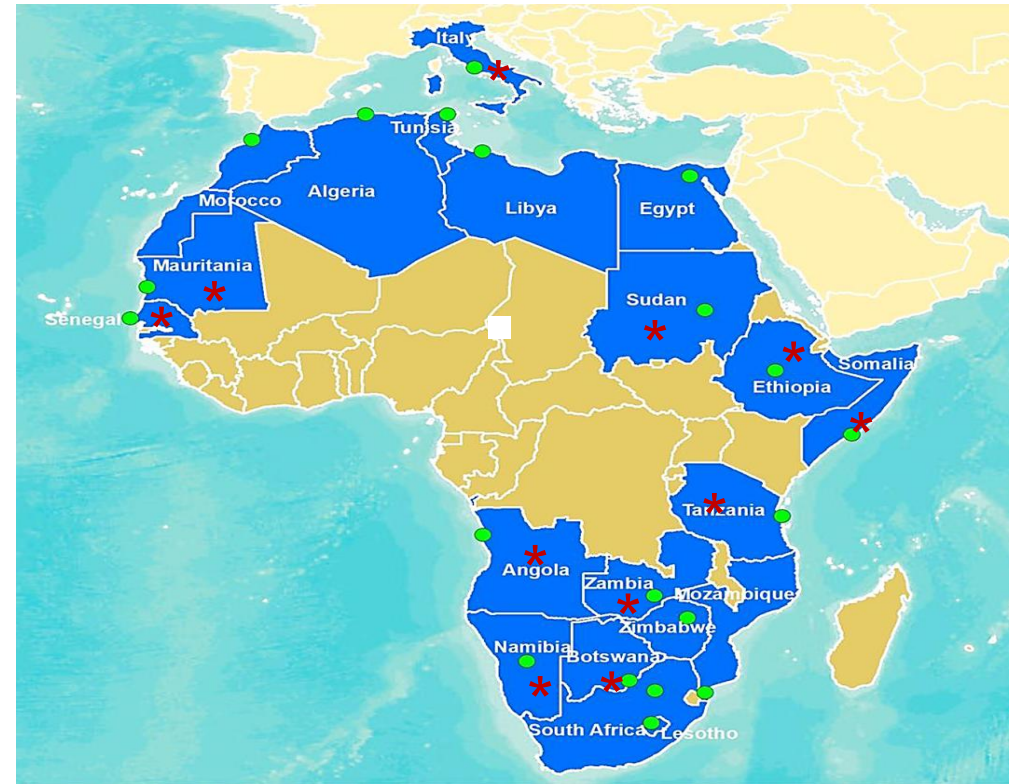 Italy
Tunisia
Morocco
Algeria
Libya
Egypt
Mauritania
Senegal
Sudan
Somalia
Ethiopia
Tanzania
Angola
Zambia
Mozambique
Zimbabwe
Namibia
Botswana
South Africa
Lesotho